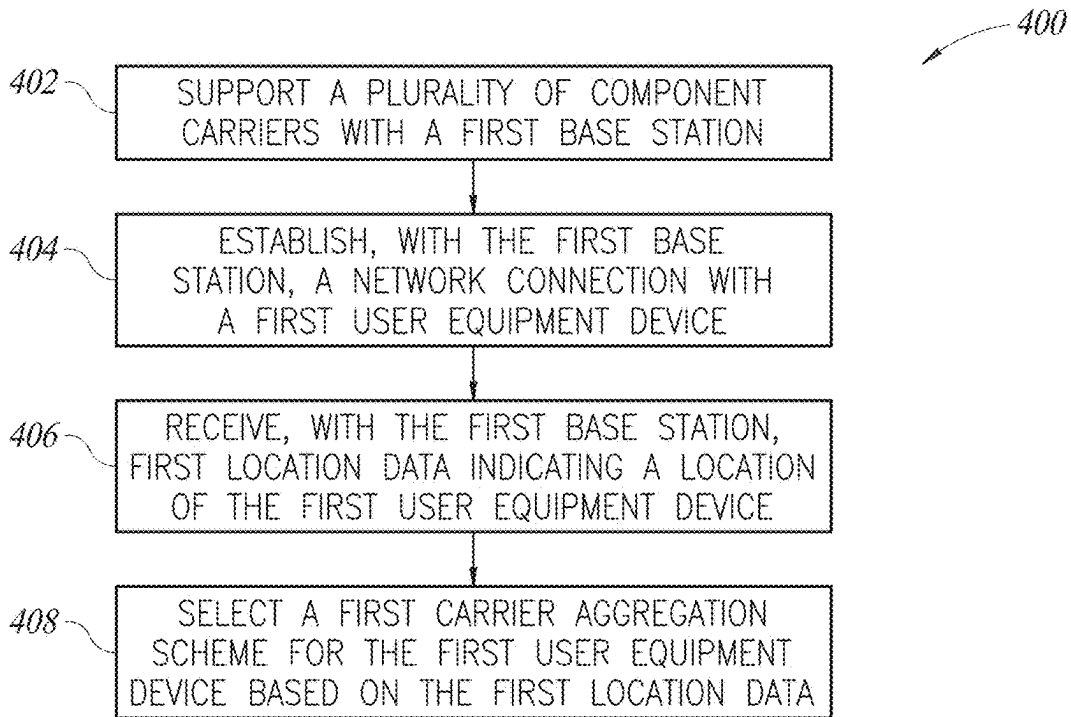 400
402
SUPPORT A PLURALITY OF COMPONENT
CARRIERS WITH A FIRST BASE STATION
404
ESTABLISH, WITH THE FIRST BASE
STATION, A NETWORK CONNECTION WITH
A FIRST USER EQUIPMENT DEVICE
406
RECEIVE, WITH THE FIRST BASE STATION,
FIRST LOCATION DATA INDICATING A LOCATION
OF THE FIRST USER EQUIPMENT DEVICE
408
SELECT A FIRST CARRIER AGGREGATION
SCHEME FOR THE FIRST USER EQUIPMENT
DEVICE BASED ON THE FIRST LOCATION DATA